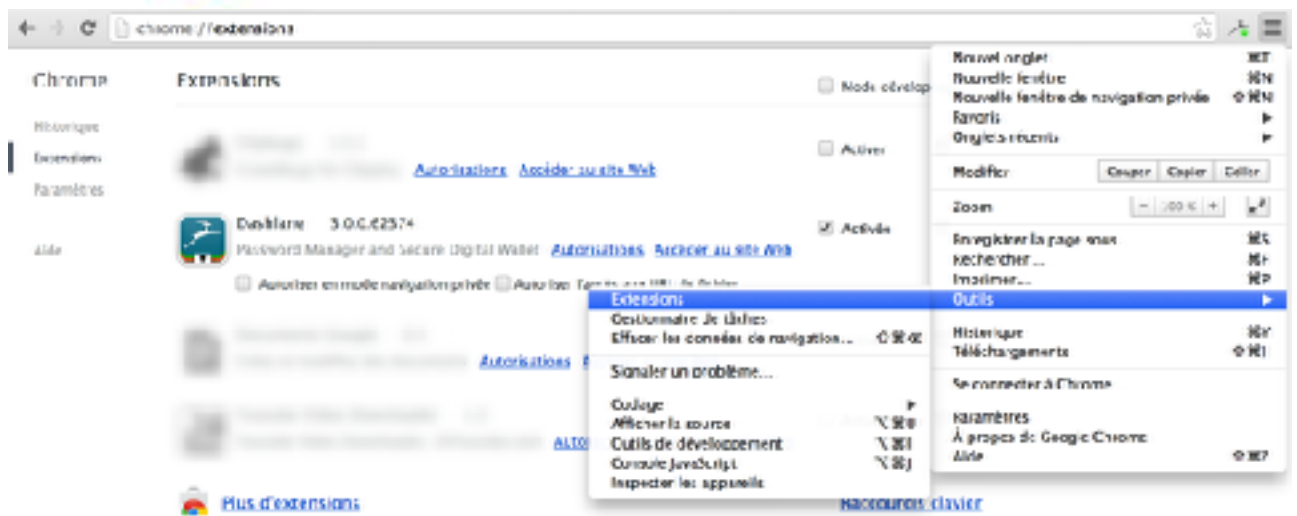 chrome://extensions
Chrome
Historique
Extensions
Paramètres
Aide
Extensions
Mode dévelop
Autorisations Accéder au site Web
Activer
Dashlane
Password Manager and Secure Digital Wallet Autorisations Accéder au site Web
Activée
Autoriser en mode navigation privée Autoriser
Autorisations
Plus d'extensions
Raccourcis clavier
Nouvel onglet ⌘T
Nouvelle fenêtre ⌘N
Nouvelle fenêtre de navigation privée ⇧⌘N
Favoris
Onglets récents
Modifier Couper Copier Coller
Zoom − 100 % +
Enregistrer la page sous ⌘S
Rechercher... ⌘F
Imprimer... ⌘P
Outils
Historique ⌘Y
Téléchargements
Se connecter à Chrome
Paramètres
À propos de Google Chrome
Aide ⇧⌘?
Extensions
Gestionnaire de tâches
Effacer les données de navigation... ⇧⌘⌫
Signaler un problème...
Codage
Afficher la source ⌥⌘U
Outils de développement ⌥⌘I
Console JavaScript ⌥⌘J
Inspecter les appareils